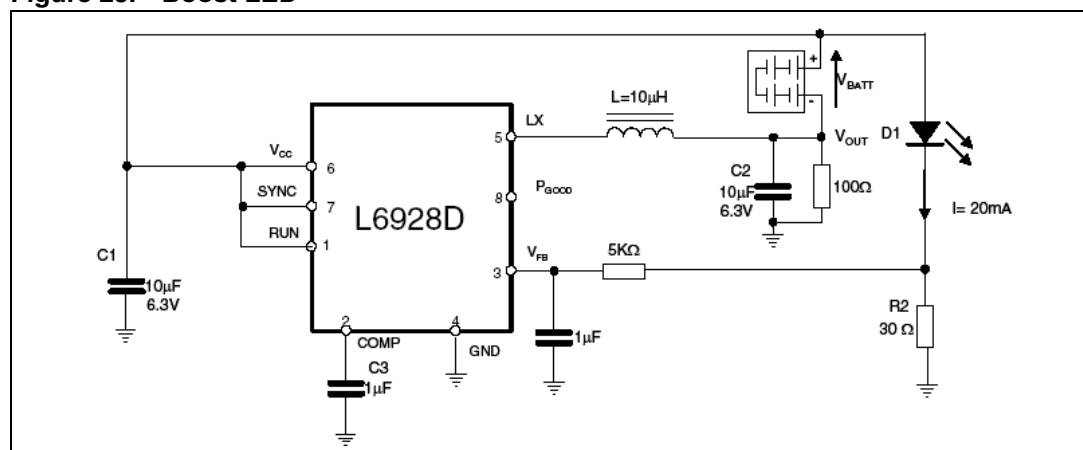 Figure 25. Boost LED
L=10µH
+
-
V_BATT
LX
5
V_OUT
D1
V_CC
6
P_GOOD
8
C2
10µF
6.3V
100Ω
SYNC
7
L6928D
I= 20mA
RUN
1
V_FB
5KΩ
3
C1
10µF
6.3V
R2
30 Ω
2
4
COMP
GND
1µF
C3
1µF